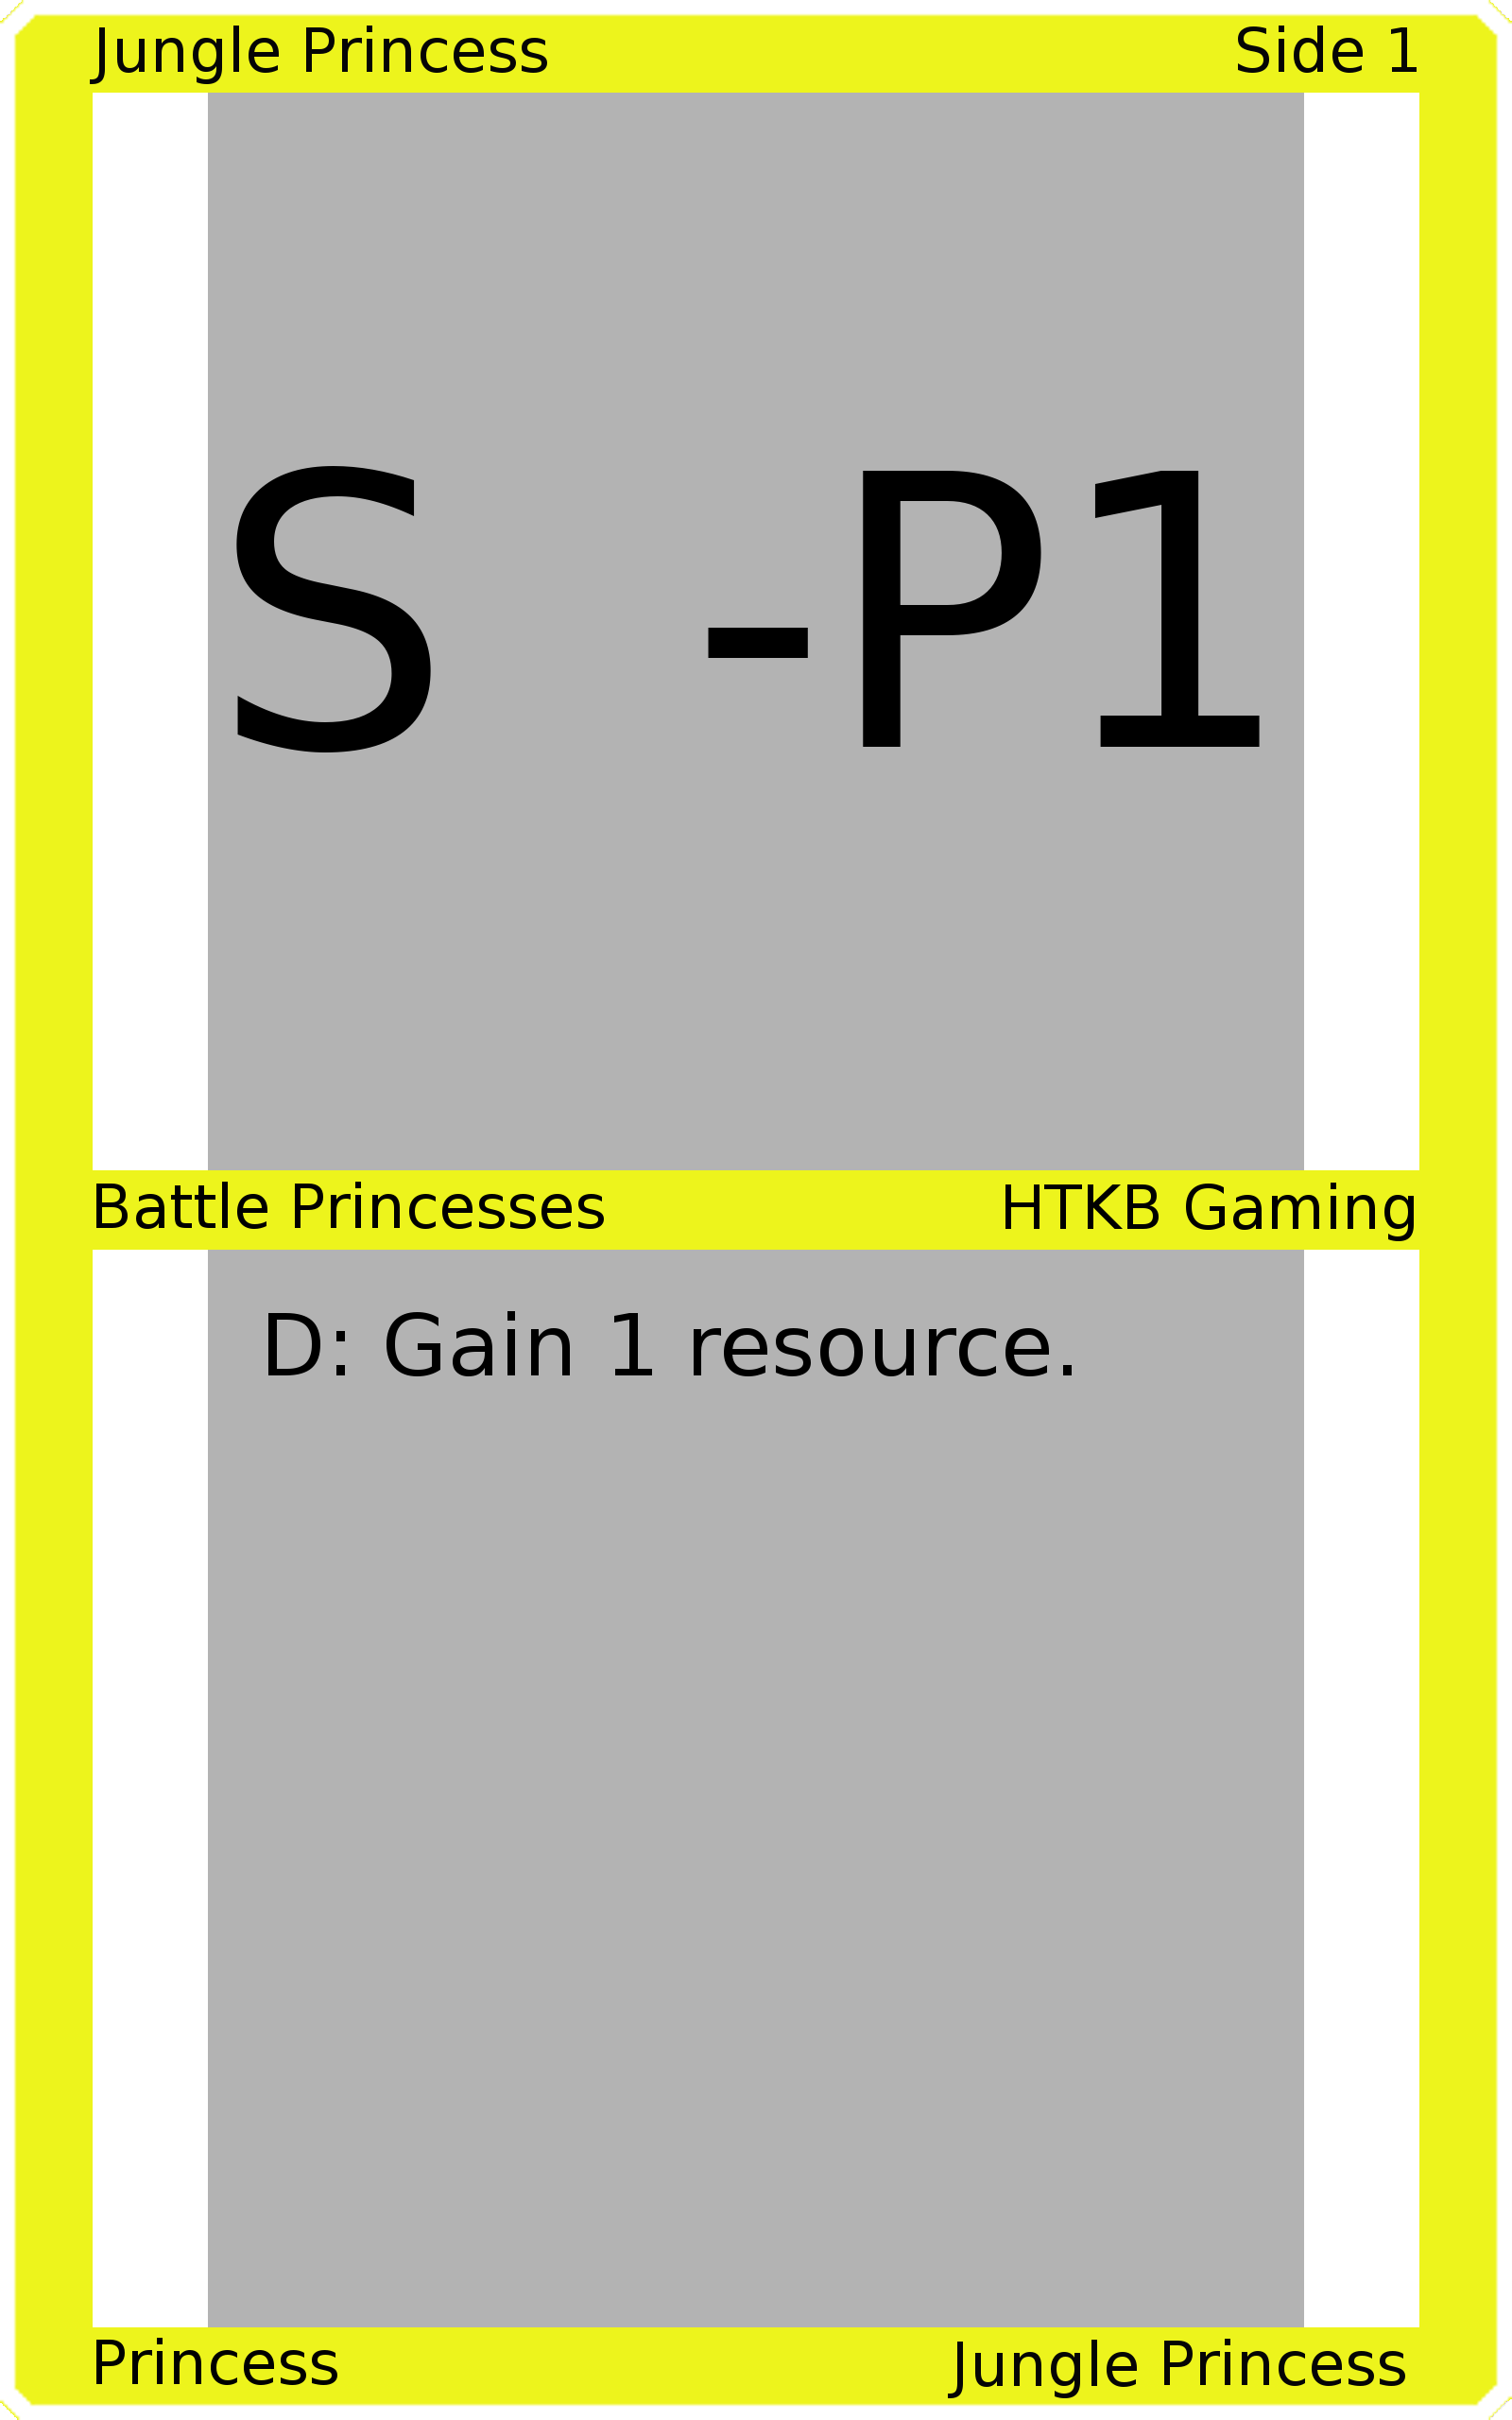 Jungle Princess Side 1
S -P1
Battle Princesses HTKB Gaming
D: Gain 1 resource.
Princess Jungle Princess